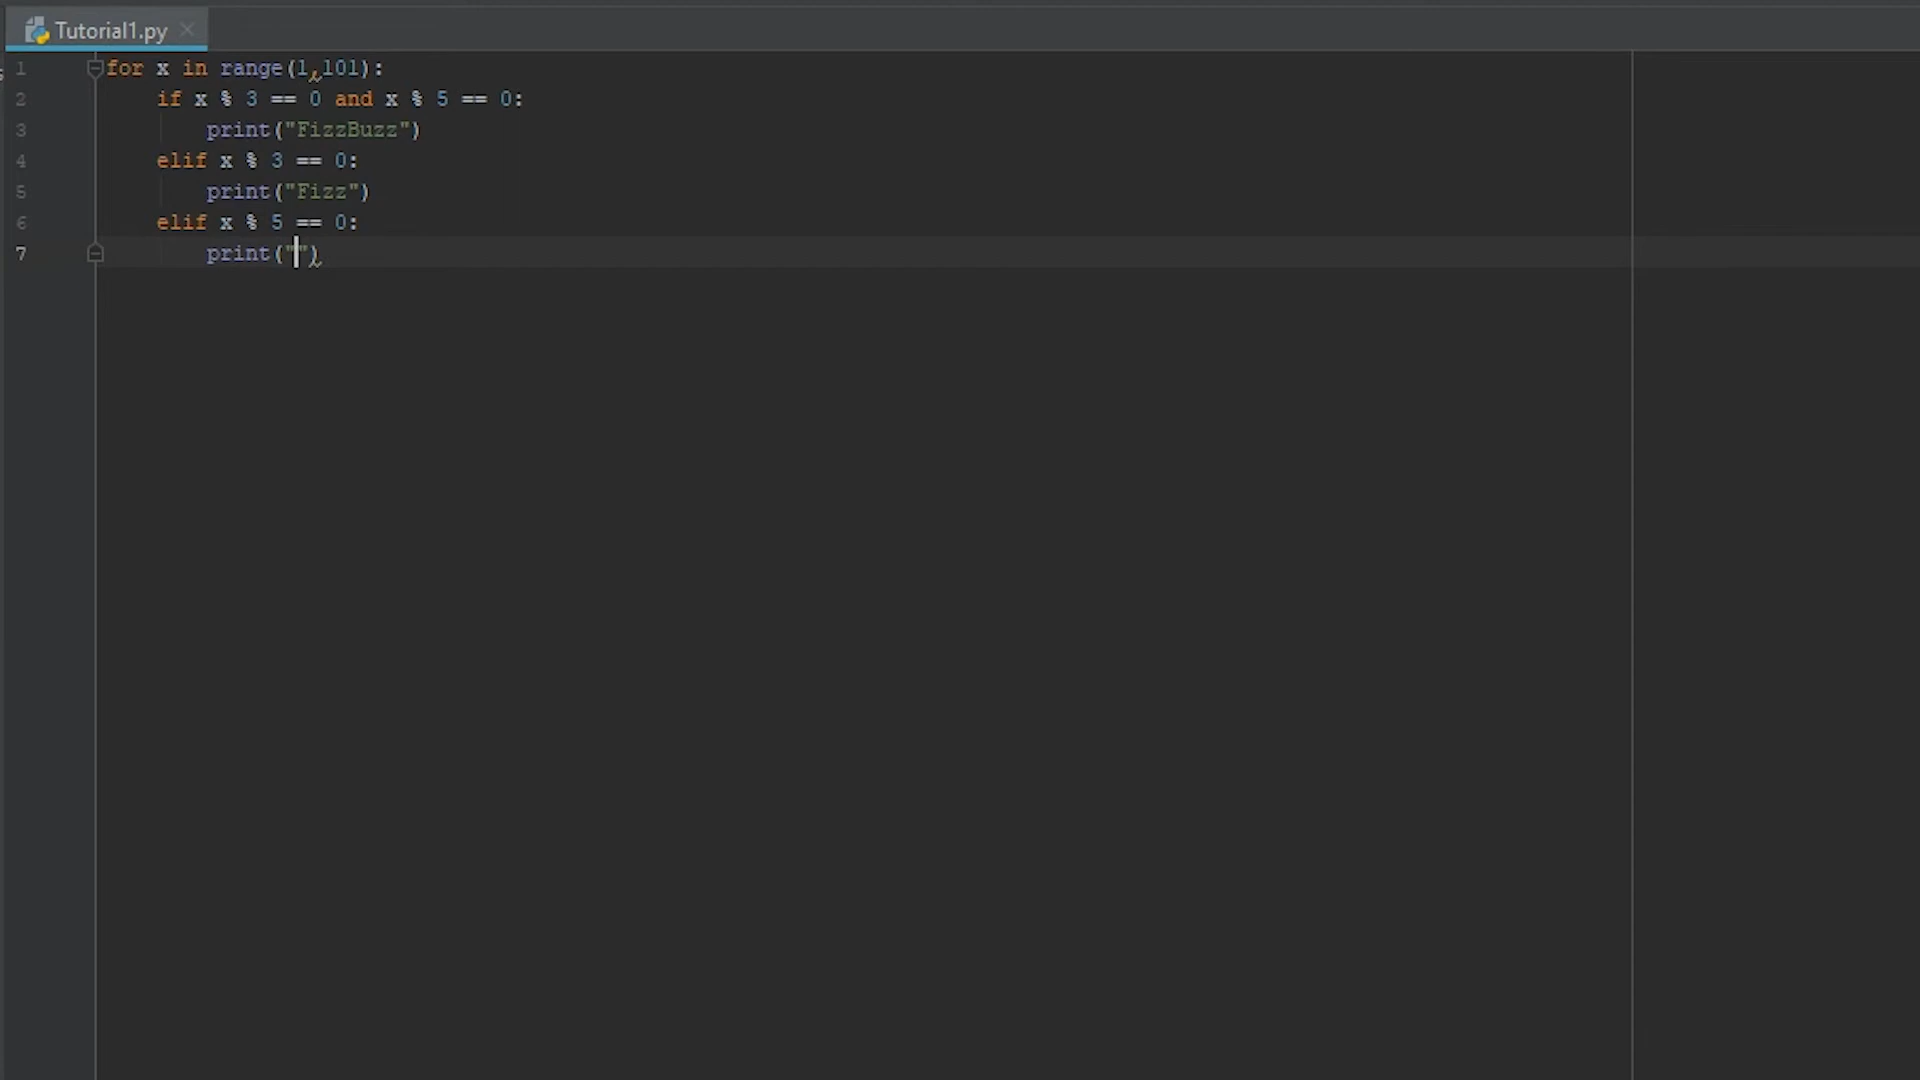 Tutorial1.py
1 for x in range(1,101):
2     if x % 3 == 0 and x % 5 == 0:
3         print("FizzBuzz")
4     elif x % 3 == 0:
5         print("Fizz")
6     elif x % 5 == 0:
7         print("")